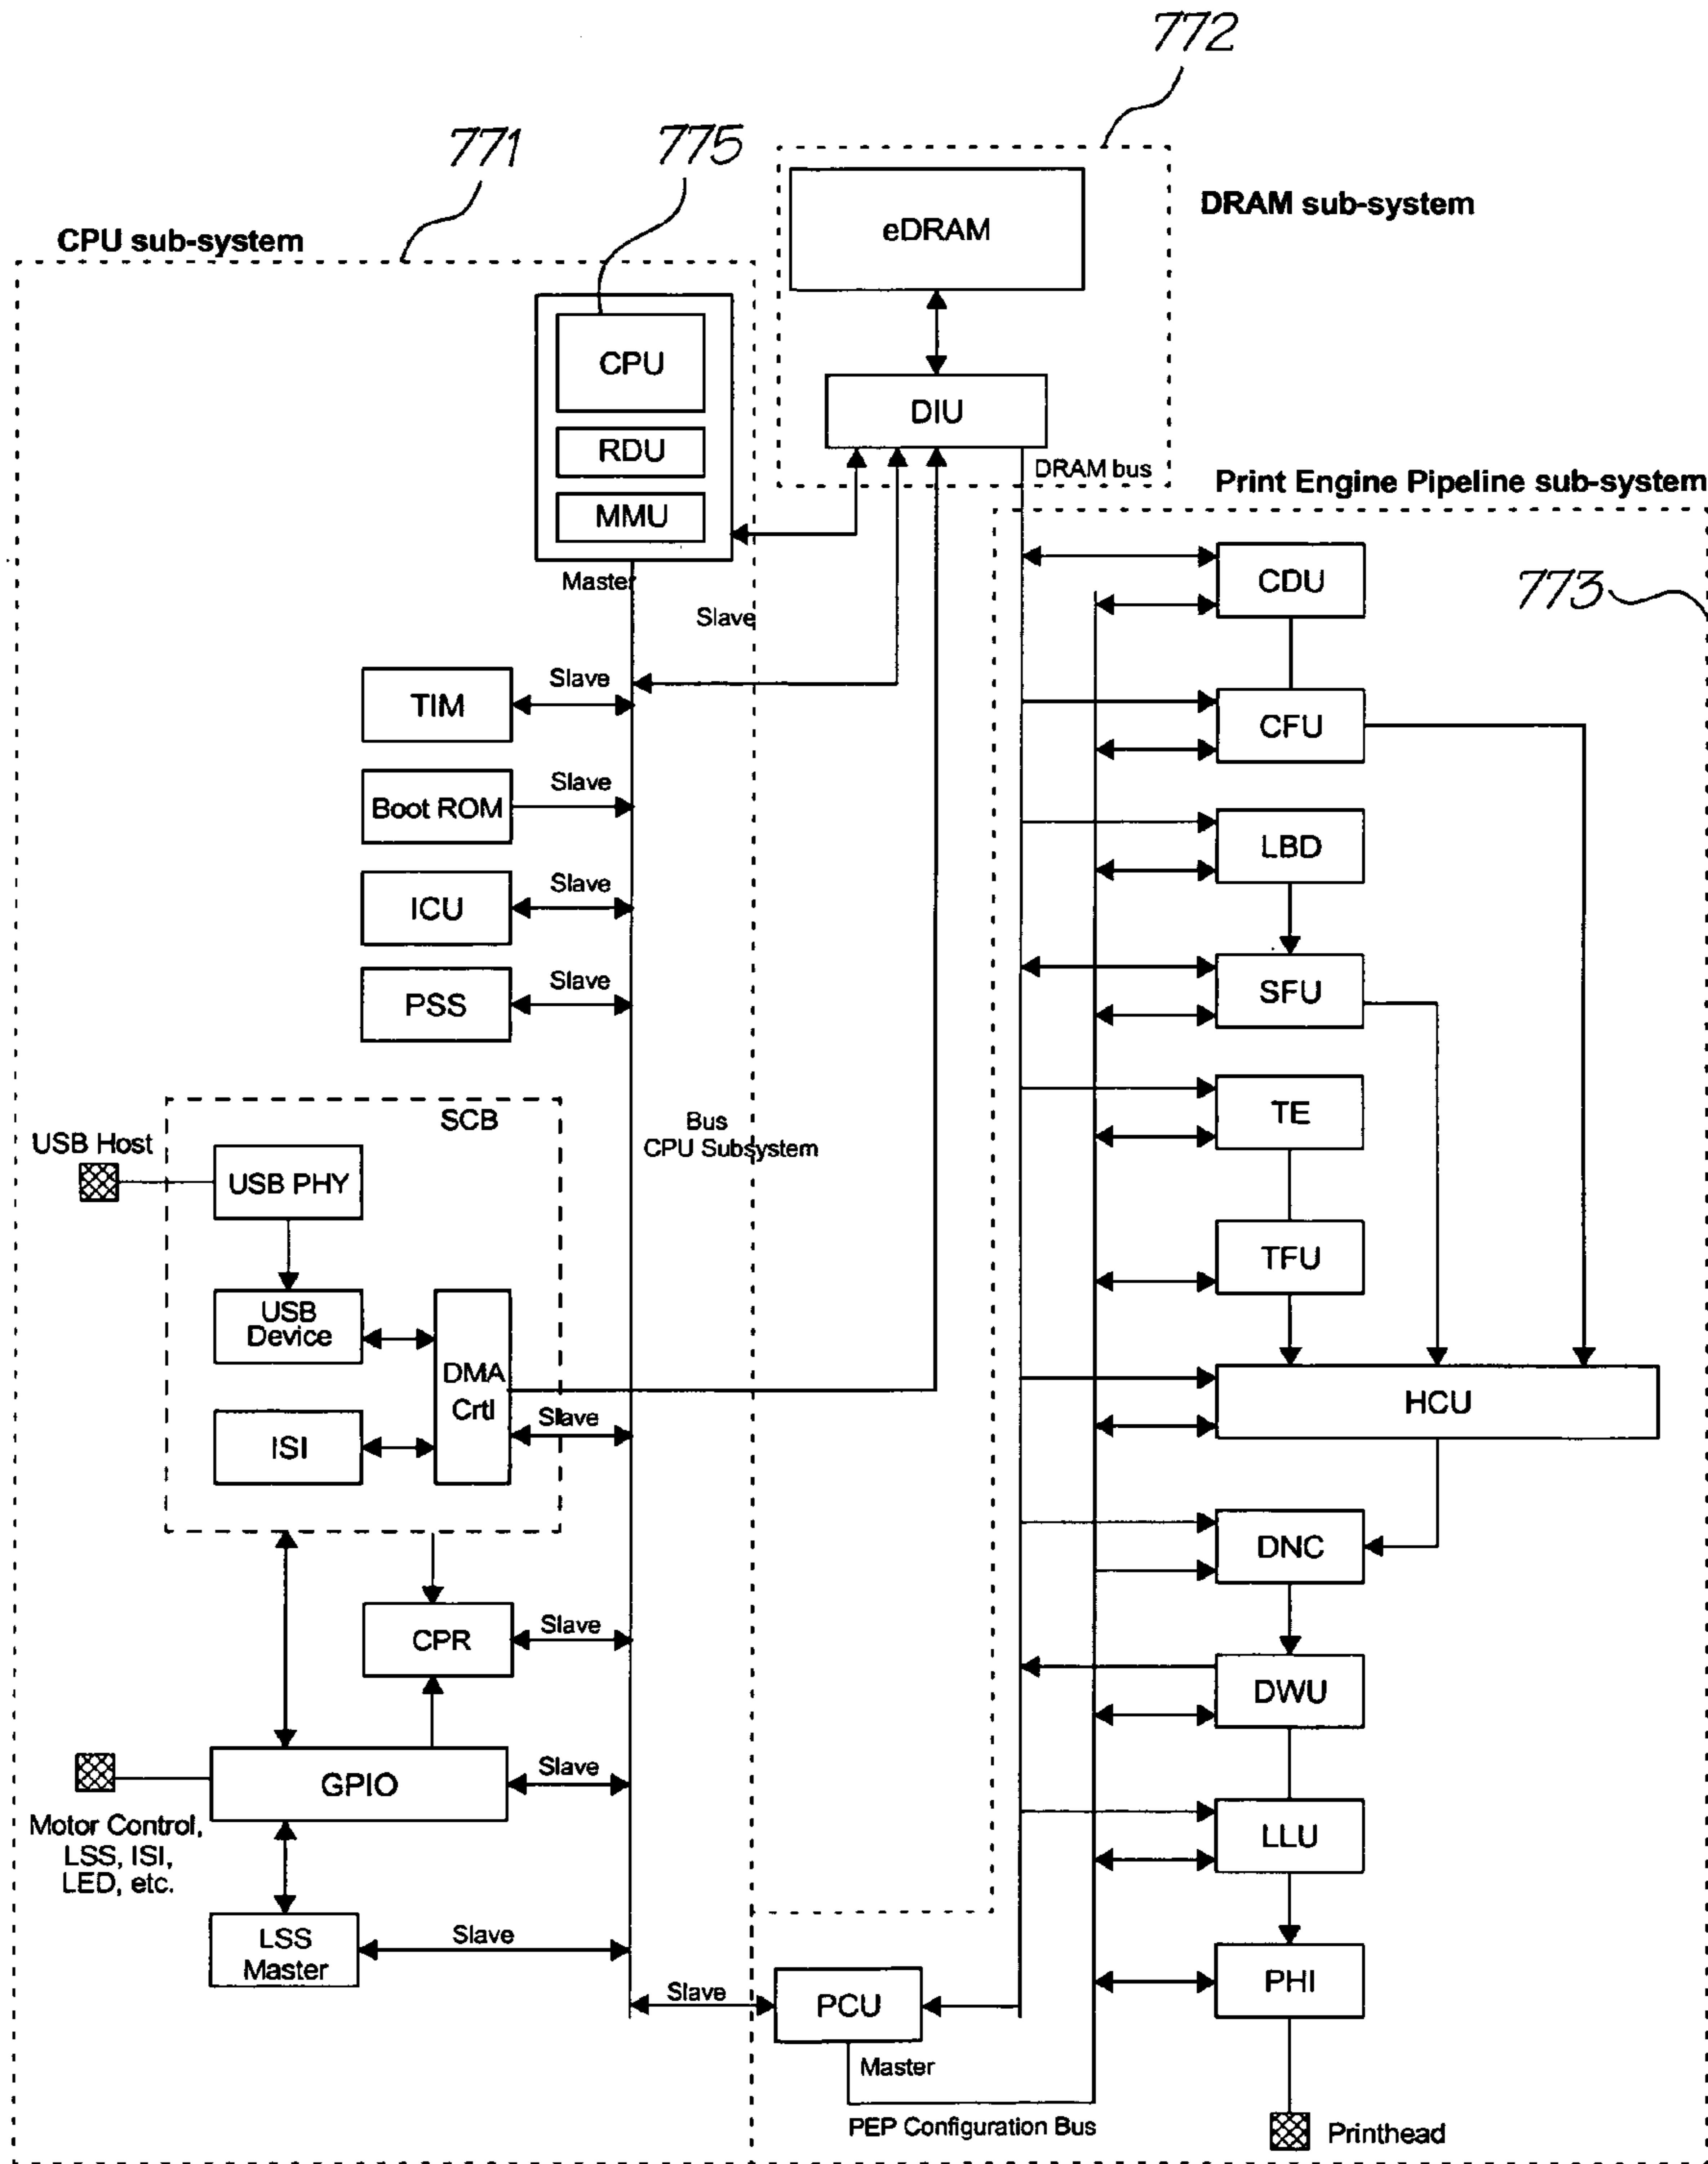 772
771
775
DRAM sub-system
CPU sub-system
eDRAM
CPU
DIU
RDU
DRAM bus
Print Engine Pipeline sub-system
MMU
Master
CDU
773
Slave
TIM
Slave
CFU
Boot ROM
Slave
LBD
ICU
Slave
PSS
Slave
SFU
SCB
TE
USB Host
Bus
CPU Subsystem
USB PHY
TFU
USB
Device
DMA
Crtl
HCU
Slave
ISI
DNC
CPR
Slave
DWU
GPIO
Slave
Motor Control,
LSS, ISI,
LED, etc.
LLU
LSS
Master
Slave
PHI
Slave
PCU
Master
PEP Configuration Bus
Printhead